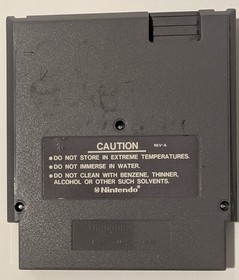 CAUTION REV-A
●DO NOT STORE IN EXTREME TEMPERATURES.
●DO NOT IMMERSE IN WATER.
●DO NOT CLEAN WITH BENZENE, THINNER,
ALCOHOL OR OTHER SUCH SOLVENTS.
Nintendo®